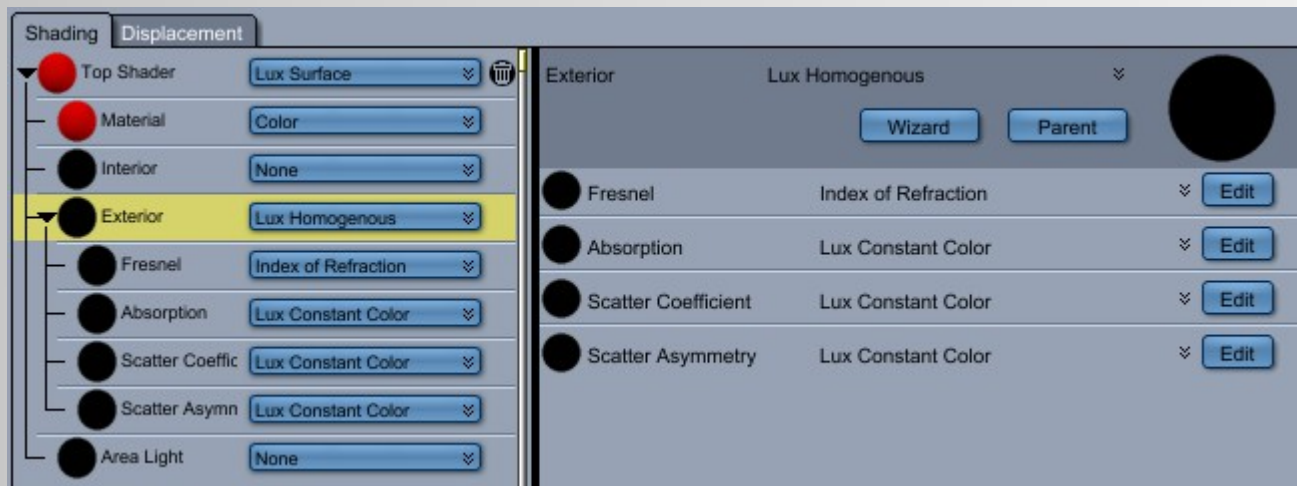 Shading Displacement
Top Shader Lux Surface
Material Color
Interior None
Exterior Lux Homogenous
Fresnel Index of Refraction
Absorption Lux Constant Color
Scatter Coeffic Lux Constant Color
Scatter Asymn Lux Constant Color
Area Light None
Exterior Lux Homogenous
Wizard Parent
Fresnel Index of Refraction Edit
Absorption Lux Constant Color Edit
Scatter Coefficient Lux Constant Color Edit
Scatter Asymmetry Lux Constant Color Edit